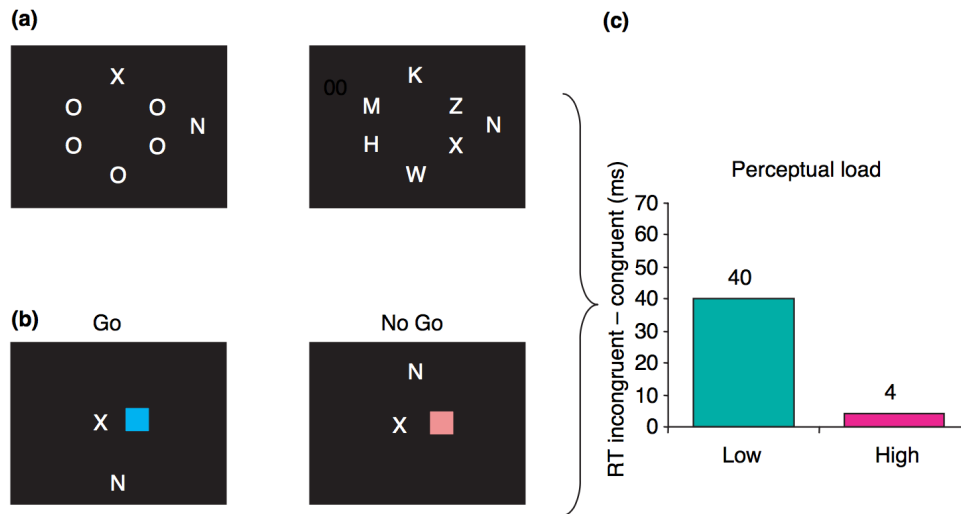 (a)
X
O
O
N
O
O
O
00
K
M
Z
N
H
X
W
(b)
Go
No Go
X
N
N
X
(c)
Perceptual load
RT incongruent – congruent (ms)
70
60
50
40
30
20
10
0
40
4
Low
High